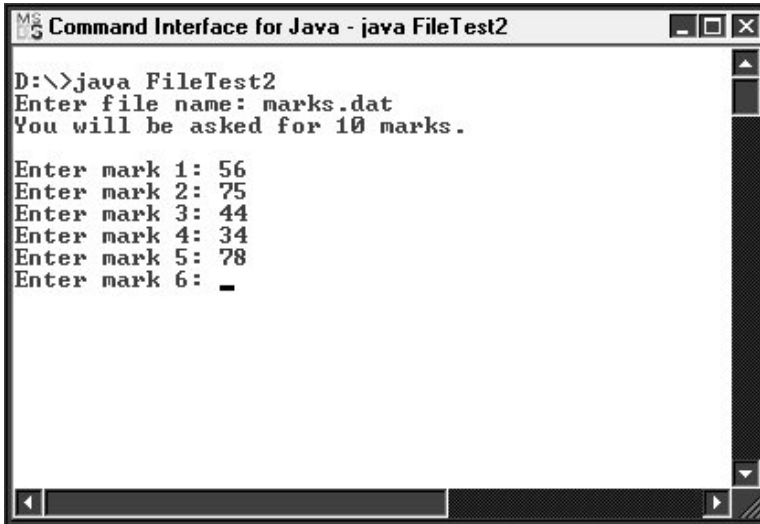 MS DOS Command Interface for Java - java FileTest2
D:\>java FileTest2
Enter file name: marks.dat
You will be asked for 10 marks.
Enter mark 1: 56
Enter mark 2: 75
Enter mark 3: 44
Enter mark 4: 34
Enter mark 5: 78
Enter mark 6: _